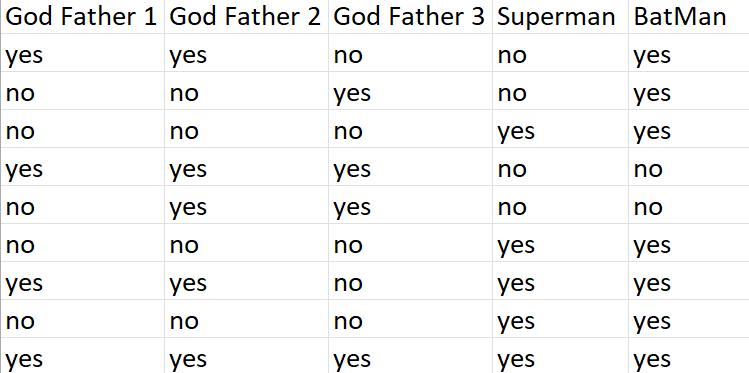 God Father 1 God Father 2 God Father 3 Superman BatMan
yes yes no no yes
no no yes no yes
no no no yes yes
yes yes yes no no
no yes yes no no
no no no yes yes
yes yes no yes yes
no no no yes yes
yes yes yes yes yes